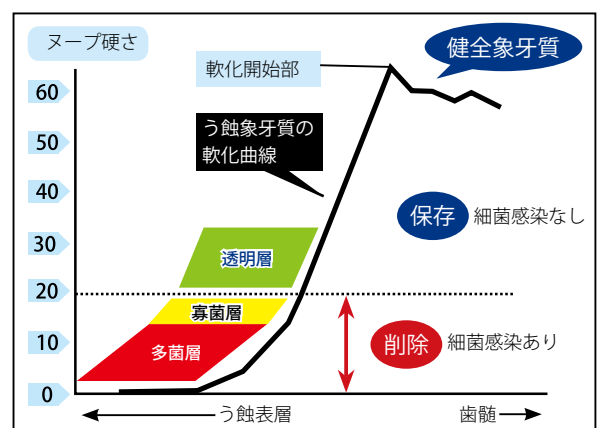 ヌープ硬さ
健全象牙質
軟化開始部
60
う蝕象牙質の
軟化曲線
50
40
保存 細菌感染なし
30
透明層
20
寡菌層
10
多菌層
削除 細菌感染あり
0
う蝕表層
歯髄